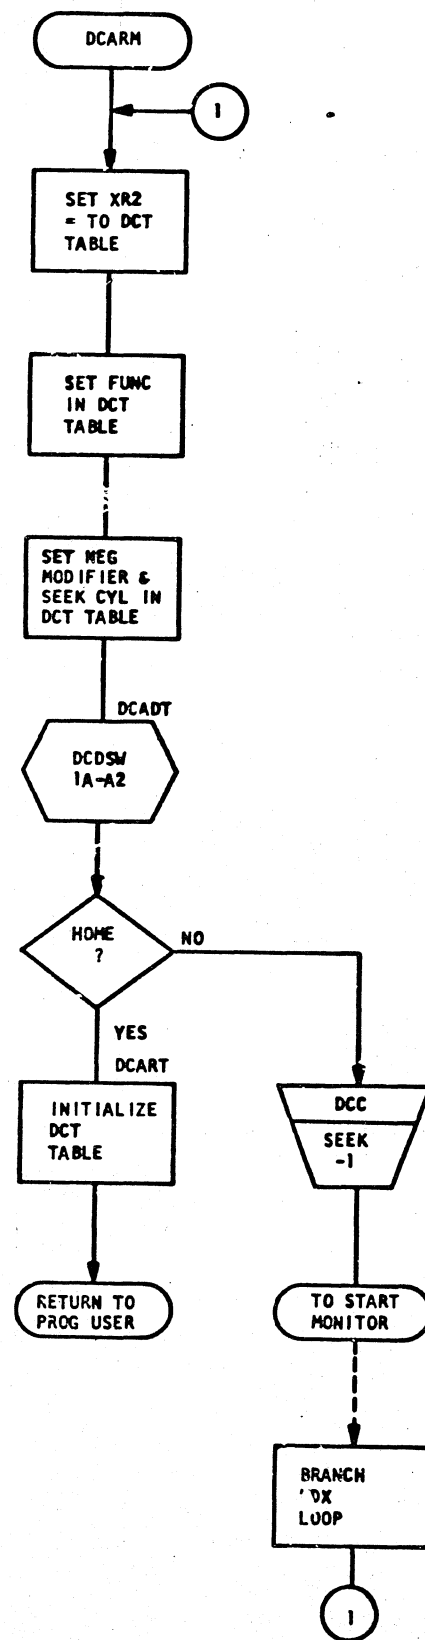 DCARM
1
SET XR2
= TO DCT
TABLE
SET FUNC
IN DCT
TABLE
SET NEG
MODIFIER &
SEEK CYL IN
DCT TABLE
DCADT
DCDSW
1A-A2
HOME
?
NO
YES
DCART
INITIALIZE
DCT
TABLE
DCC
SEEK
-1
RETURN TO
PROG USER
TO START
MONITOR
BRANCH
LOOP
1